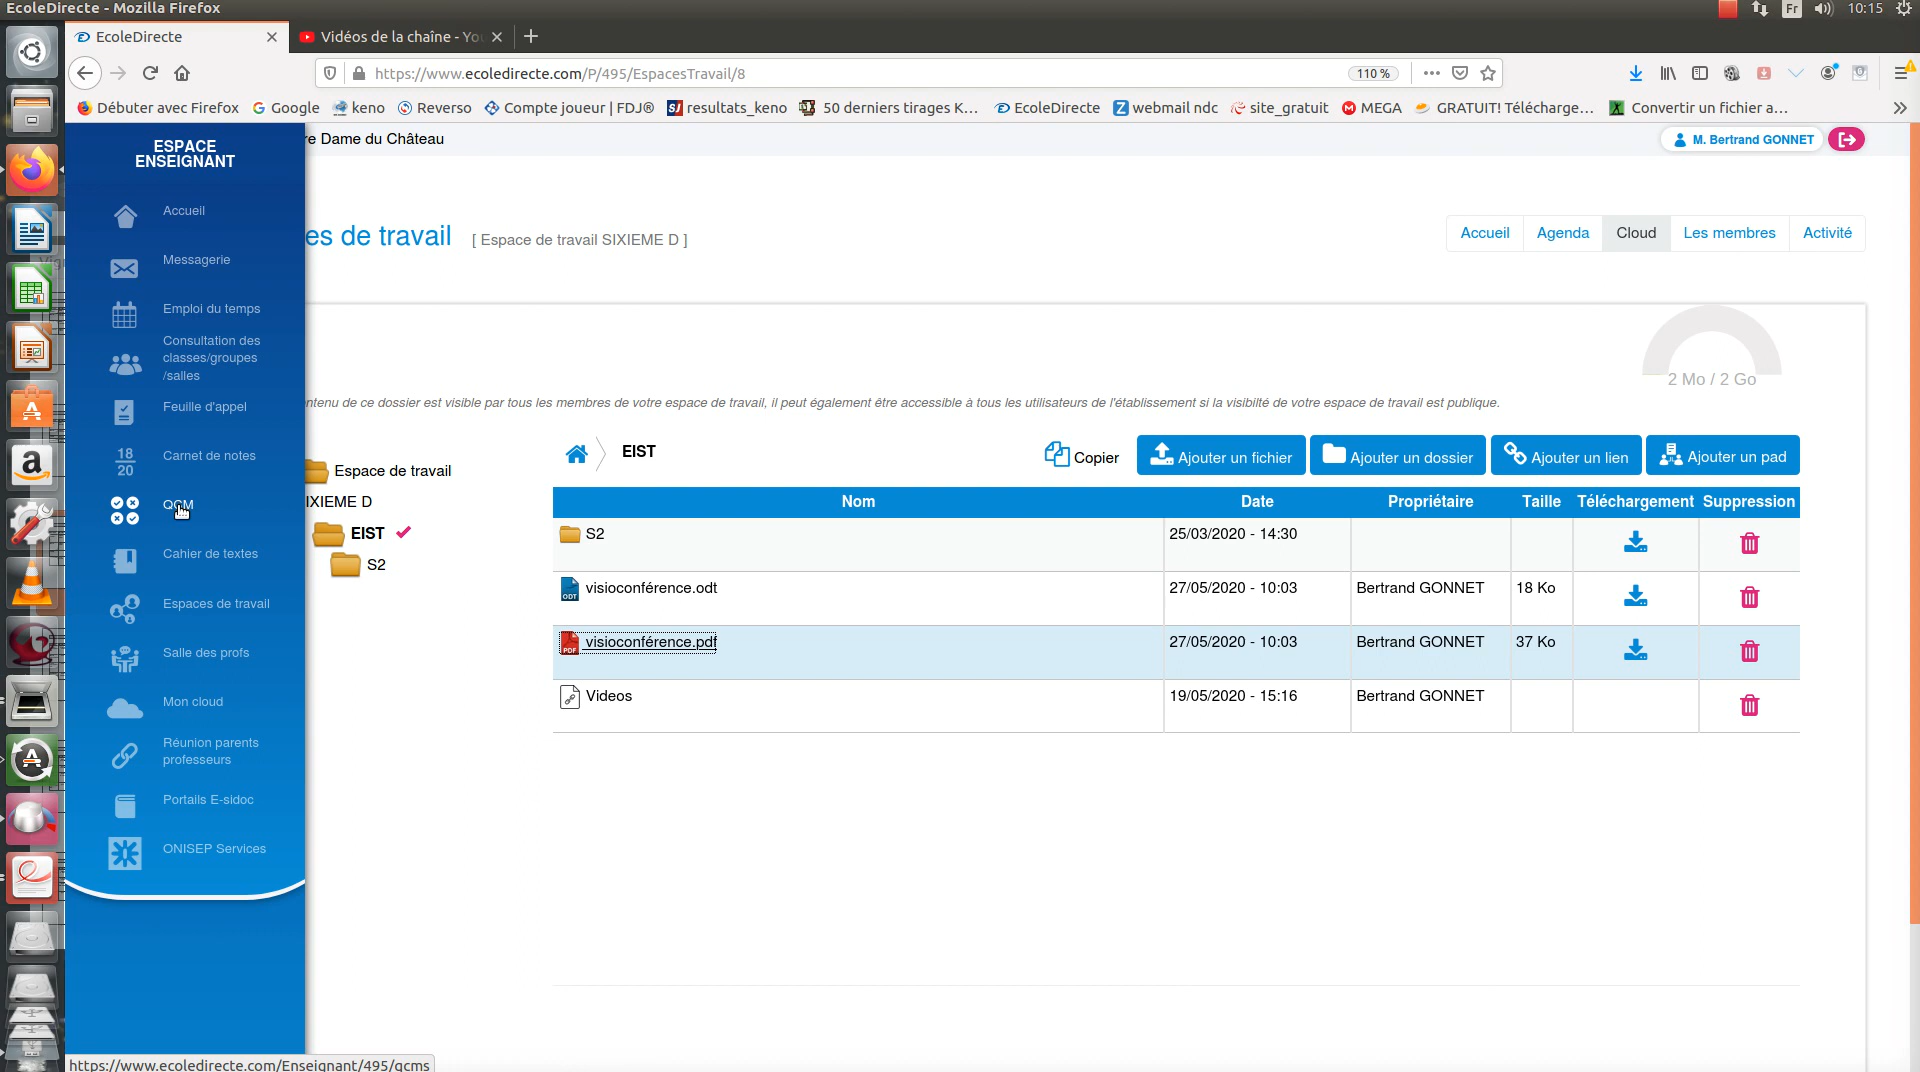 EcoleDirecte - Mozilla Firefox
Fr
10:15
EcoleDirecte
Vidéos de la chaîne - You
https://www.ecoledirecte.com/P/495/EspacesTravail/8
110 %
Débuter avec Firefox
Google
keno
Reverso
Compte joueur | FDJ®
resultats_keno
50 derniers tirages K…
EcoleDirecte
webmail ndc
site_gratuit
MEGA
GRATUIT! Télécharge…
Convertir un fichier a…
ESPACE
ENSEIGNANT
re Dame du Château
M. Bertrand GONNET
Accueil
Messagerie
Emploi du temps
Consultation des
classes/groupes
/salles
Feuille d'appel
18
20
Carnet de notes
QCM
Cahier de textes
Espaces de travail
Salle des profs
Mon cloud
Réunion parents
professeurs
Portails E-sidoc
ONISEP Services
es de travail
[ Espace de travail SIXIEME D ]
Accueil
Agenda
Cloud
Les membres
Activité
2 Mo / 2 Go
ntenu de ce dossier est visible par tous les membres de votre espace de travail, il peut également être accessible à tous les utilisateurs de l'établissement si la visibilté de votre espace de travail est publique.
Espace de travail
IXIEME D
EIST
S2
EIST
Copier
Ajouter un fichier
Ajouter un dossier
Ajouter un lien
Ajouter un pad
Nom Date Propriétaire Taille Téléchargement Suppression
S2 25/03/2020 - 14:30
ODT visioconférence.odt 27/05/2020 - 10:03 Bertrand GONNET 18 Ko
PDF visioconférence.pdf 27/05/2020 - 10:03 Bertrand GONNET 37 Ko
Videos 19/05/2020 - 15:16 Bertrand GONNET
https://www.ecoledirecte.com/Enseignant/495/qcms